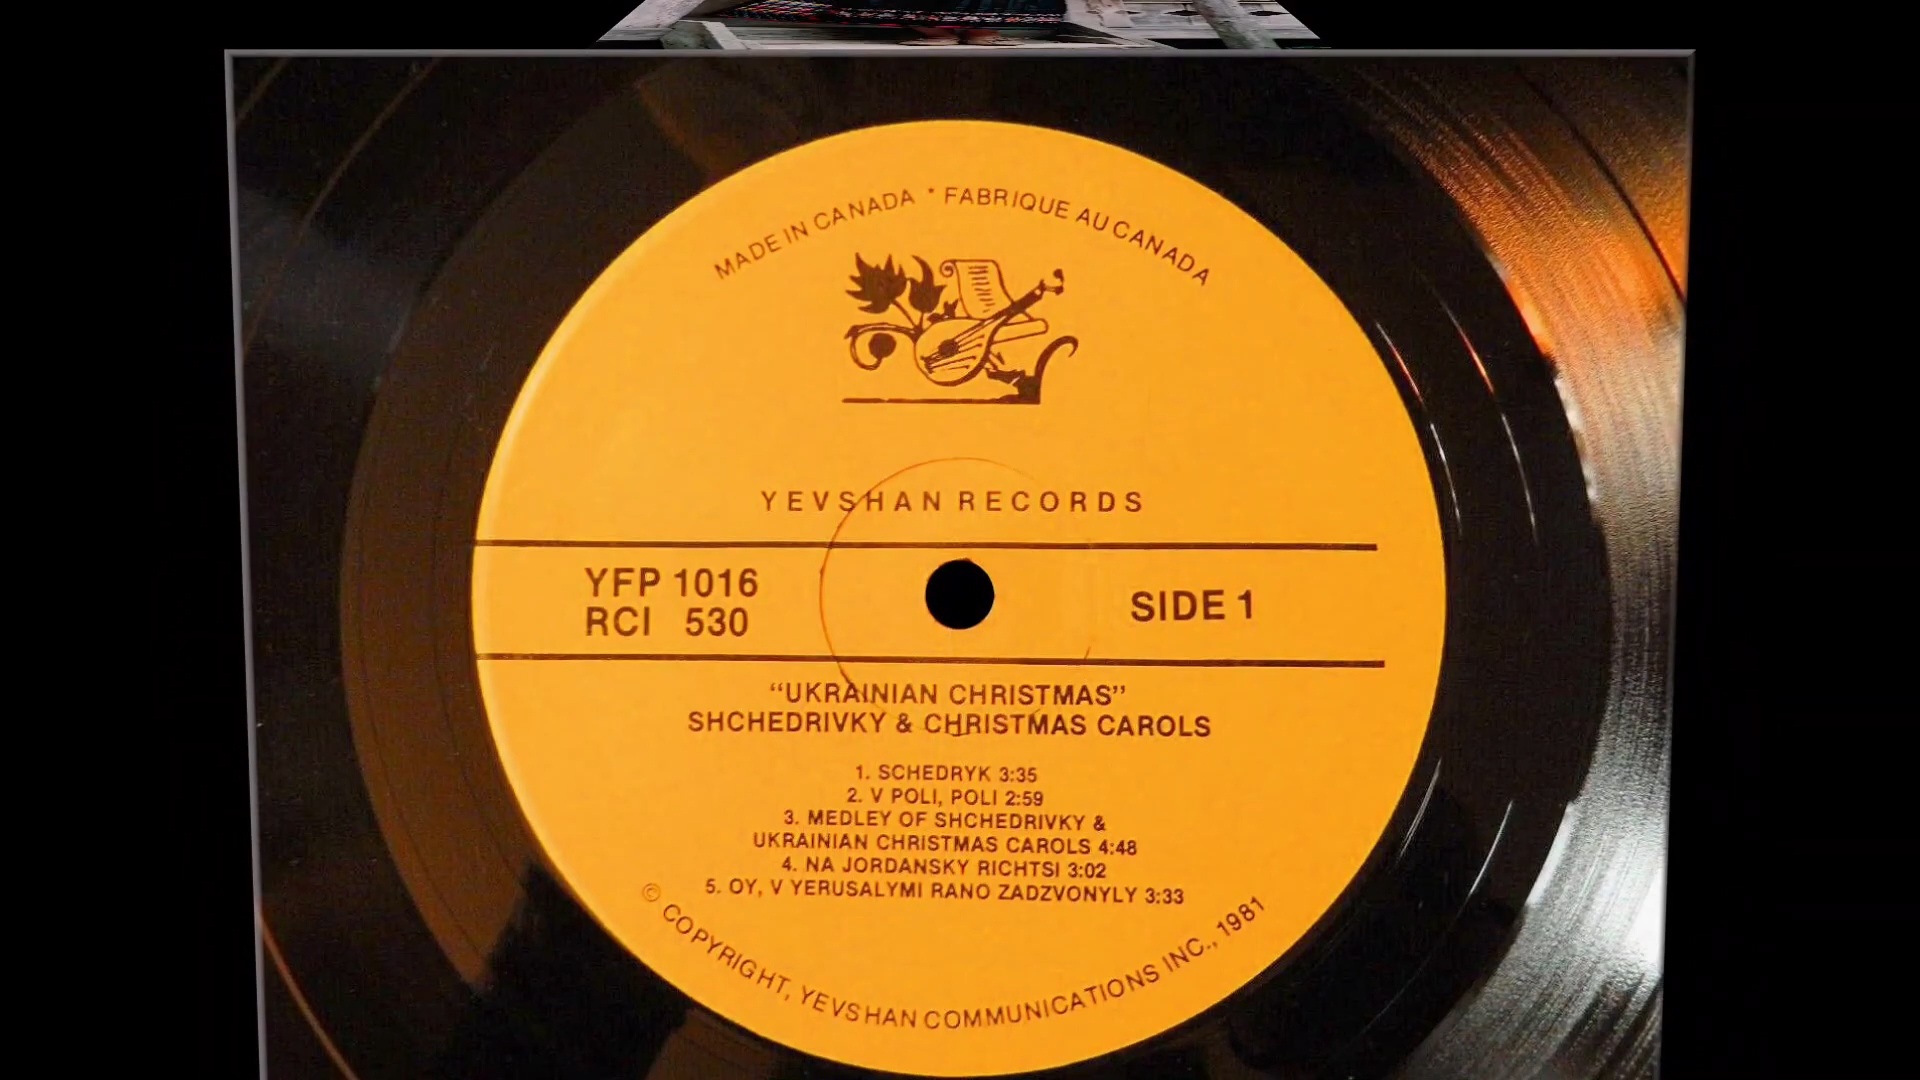 MADE IN CANADA * FABRIQUE AU CANADA
YEVSHAN RECORDS
YFP 1016
RCI 530
SIDE 1
“UKRAINIAN CHRISTMAS”
SHCHEDRIVKY & CHRISTMAS CAROLS
1. SCHEDRYK 3:35
2. V POLI, POLI 2:59
3. MEDLEY OF SHCHEDRIVKY &
UKRAINIAN CHRISTMAS CAROLS 4:48
4. NA JORDANSKY RICHTSI 3:02
5. OY, V YERUSALYMI RANO ZADZVONYLY 3:33
© COPYRIGHT, YEVSHAN COMMUNICATIONS INC., 1981